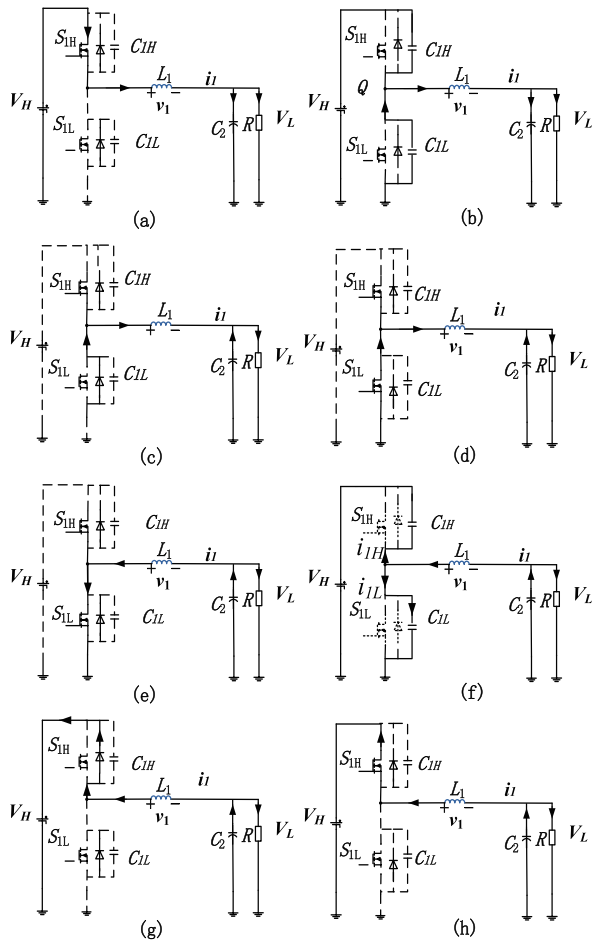 S1H C1H L1 i1 VH v1 S1L C1L C2 R VL
(a)
S1H C1H Q L1 i1 VH v1 S1L C1L C2 R VL
(b)
S1H C1H L1 i1 VH v1 S1L C1L C2 R VL
(c)
S1H C1H L1 i1 VH v1 S1L C1L C2 R VL
(d)
S1H C1H L1 i1 VH v1 S1L C1L C2 R VL
(e)
S1H C1H i1H L1 i1 VH v1 i1L S1L C1L C2 R VL
(f)
S1H C1H L1 i1 VH v1 S1L C1L C2 R VL
(g)
S1H C1H L1 i1 VH v1 S1L C1L C2 R VL
(h)